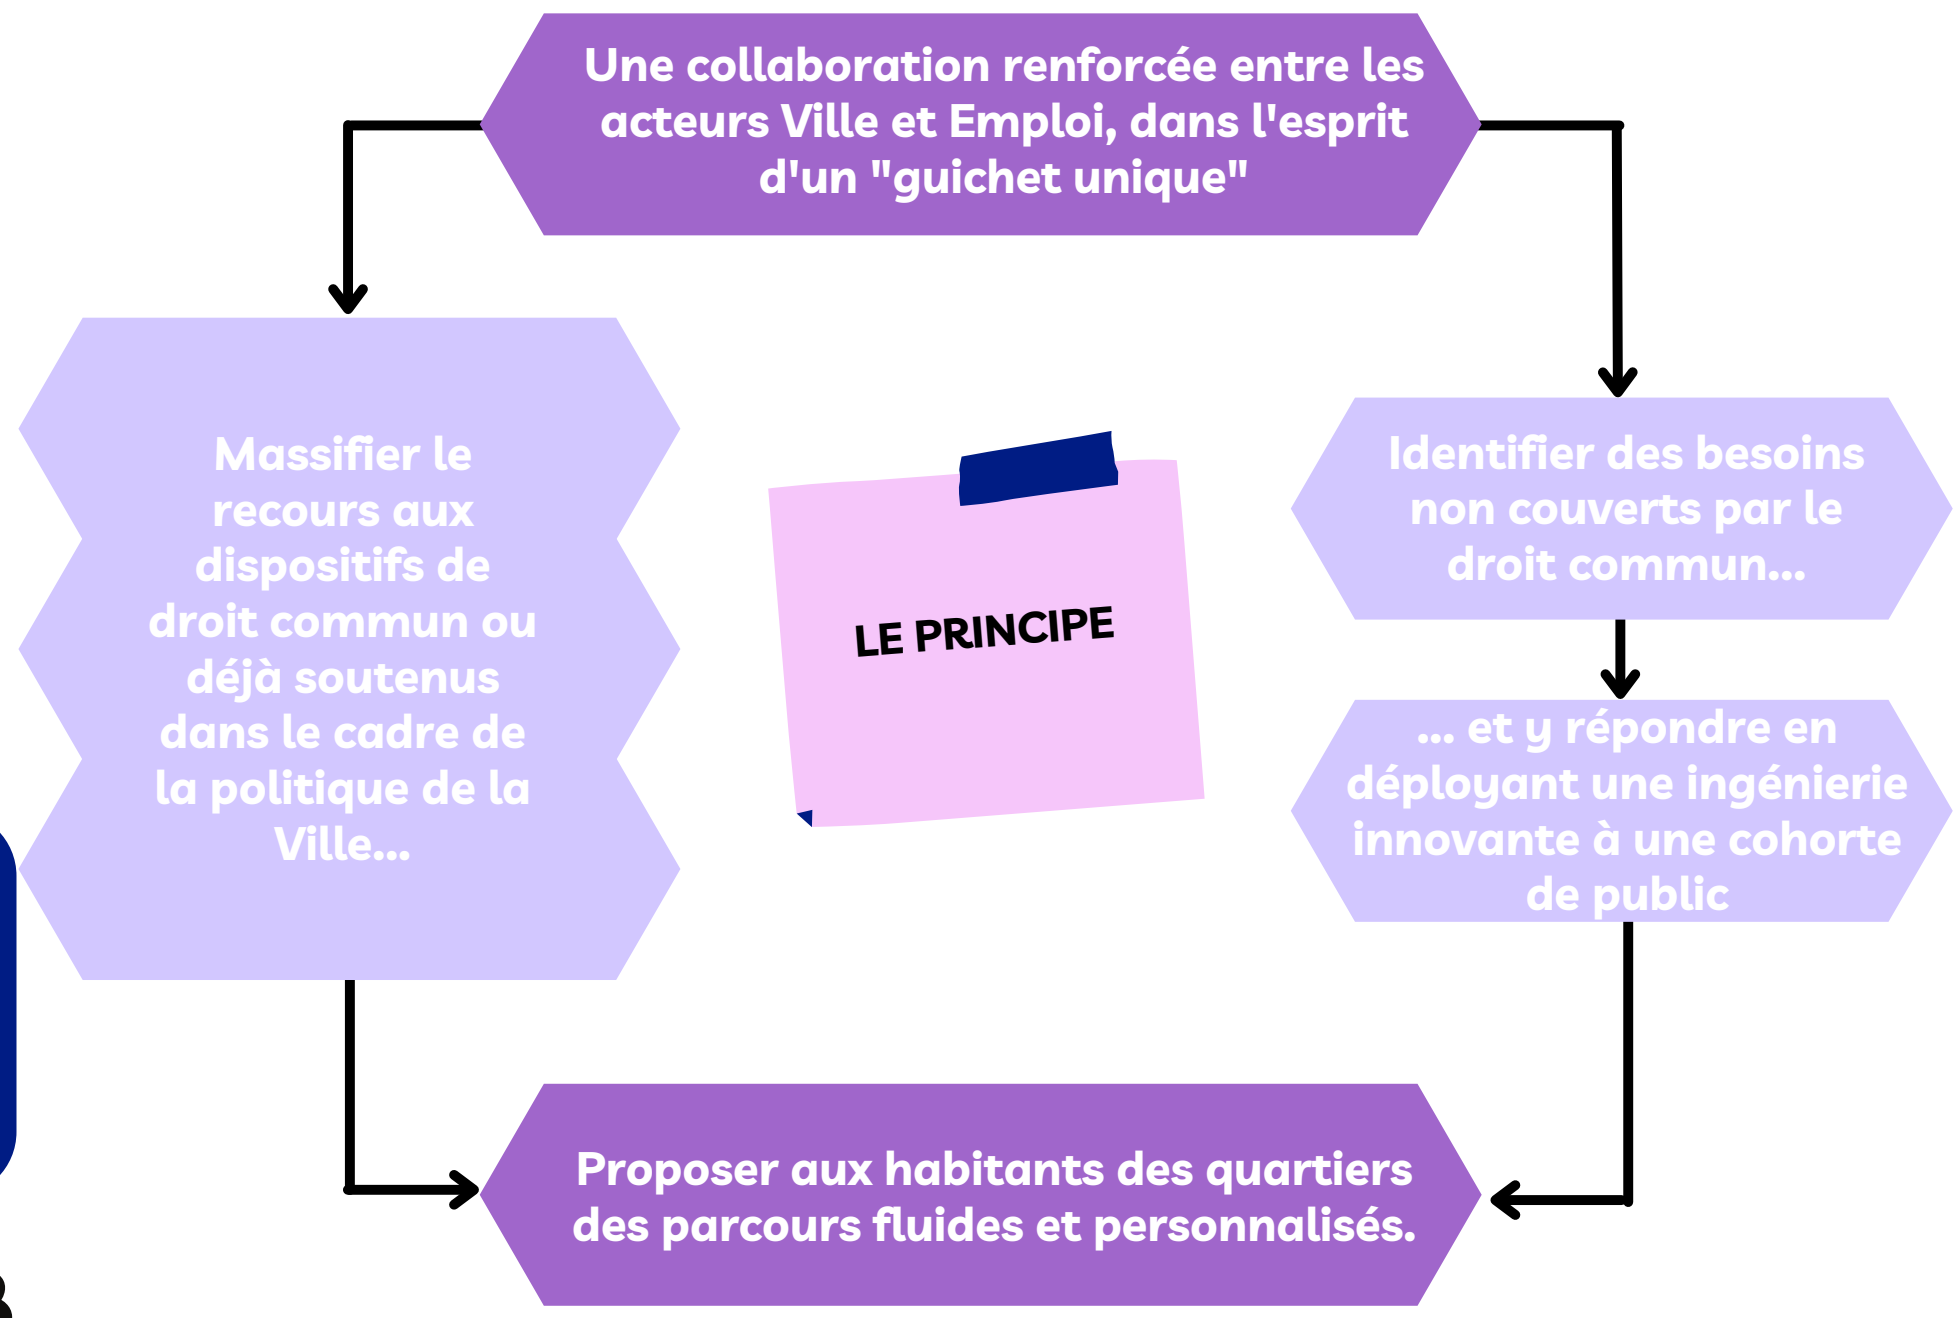 Une collaboration renforcée entre les
acteurs Ville et Emploi, dans l'esprit
d'un "guichet unique"
Massifier le
recours aux
dispositifs de
droit commun ou
déjà soutenus
dans le cadre de
la politique de la
Ville...
LE PRINCIPE
Identifier des besoins
non couverts par le
droit commun...
... et y répondre en
déployant une ingénierie
innovante à une cohorte
de public
Proposer aux habitants des quartiers
des parcours fluides et personnalisés.